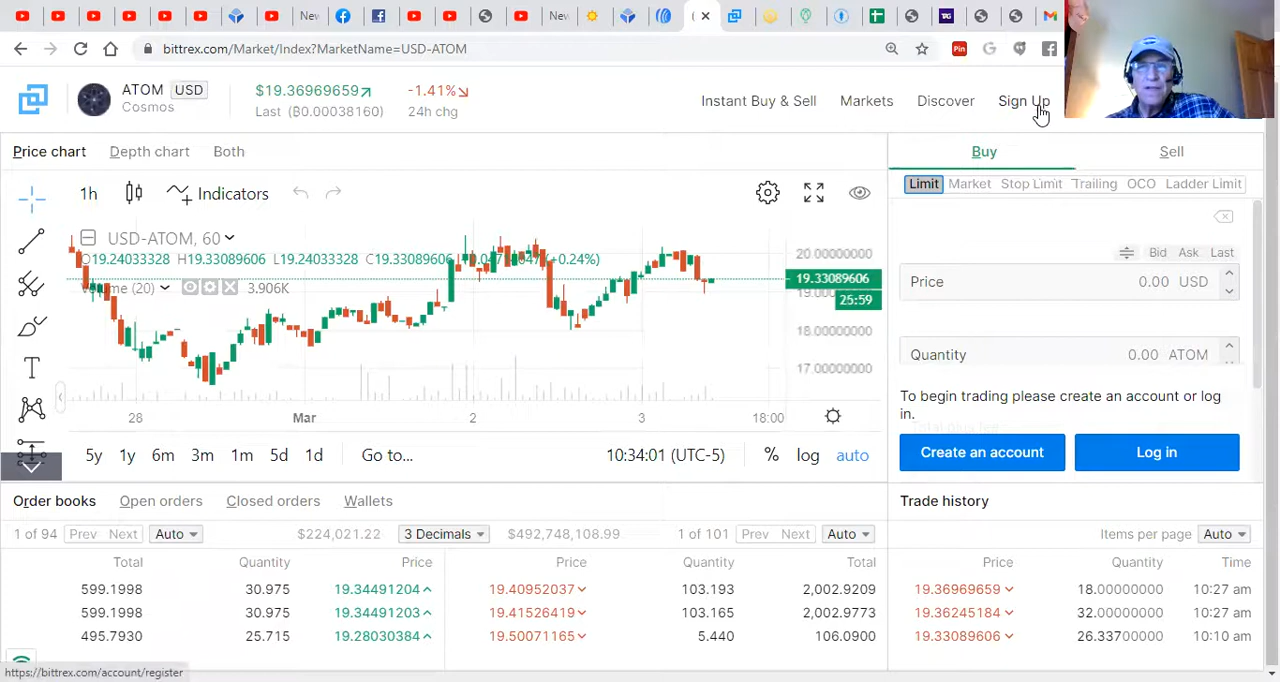 New
New
(
TG
bittrex.com/Market/Index?MarketName=USD-ATOM
Pin
ATOM USD
Cosmos
$19.36969659
Last (฿0.00038160)
-1.41%
24h chg
Instant Buy & Sell
Markets
Discover
Sign Up
Price chart
Depth chart
Both
1h
Indicators
USD-ATOM, 60
O19.24033328 H19.33089606 L19.24033328 C19.33089606 (+0.24%)
Volume (20)
3.906K
20.00000000
19.33089606
25:59
19.00000000
18.00000000
17.00000000
28
Mar
2
3
18:00
5y 1y 6m 3m 1m 5d 1d
Go to...
10:34:01 (UTC-5)
% log auto
Buy
Sell
Limit Market Stop Limit Trailing OCO Ladder Limit
Bid Ask Last
Price 0.00 USD
Quantity 0.00 ATOM
To begin trading please create an account or log
in.
Create an account
Log in
Order books
Open orders
Closed orders
Wallets
1 of 94 Prev Next Auto $224,021.22 3 Decimals $492,748,108.99 1 of 101 Prev Next Auto
Total Quantity Price Price Quantity Total
599.1998 30.975 19.34491204 19.40952037 103.193 2,002.9209
599.1998 30.975 19.34491203 19.41526419 103.165 2,002.9773
495.7930 25.715 19.28030384 19.50071165 5.440 106.0900
Trade history
Items per page Auto
Price Quantity Time
19.36969659 18.00000000 10:27 am
19.36245184 32.00000000 10:27 am
19.33089606 26.33700000 10:10 am
https://bittrex.com/account/register